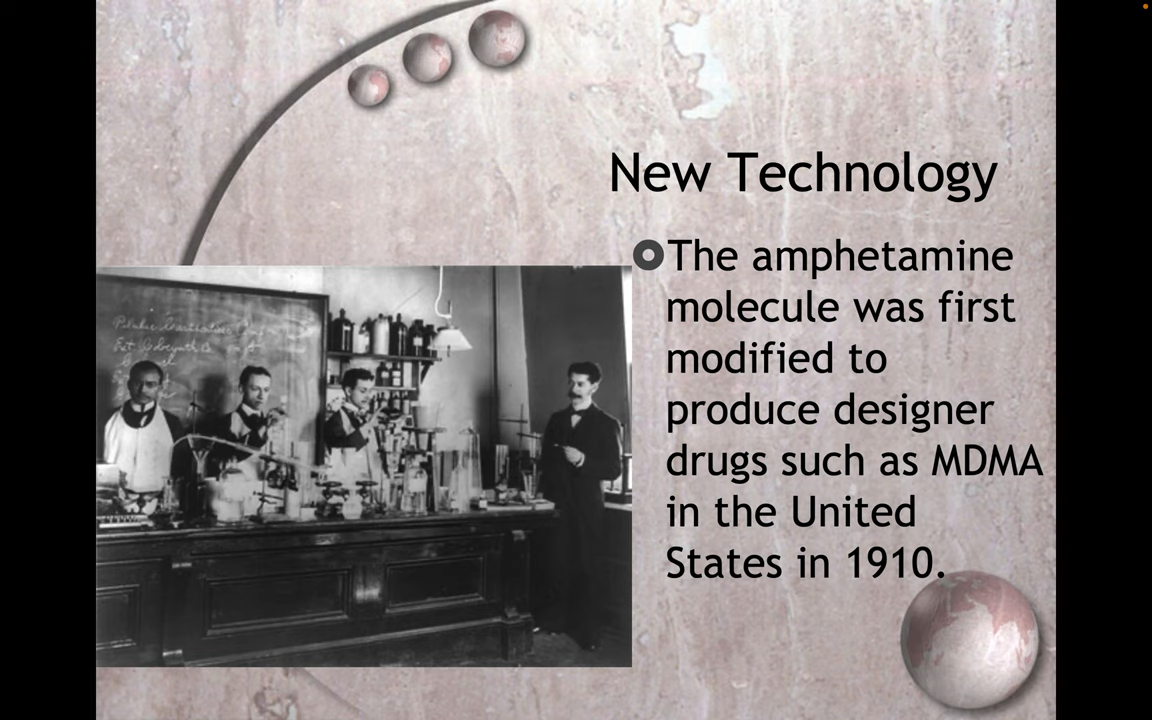 New Technology
The amphetamine
molecule was first
modified to
produce designer
drugs such as MDMA
in the United
States in 1910.